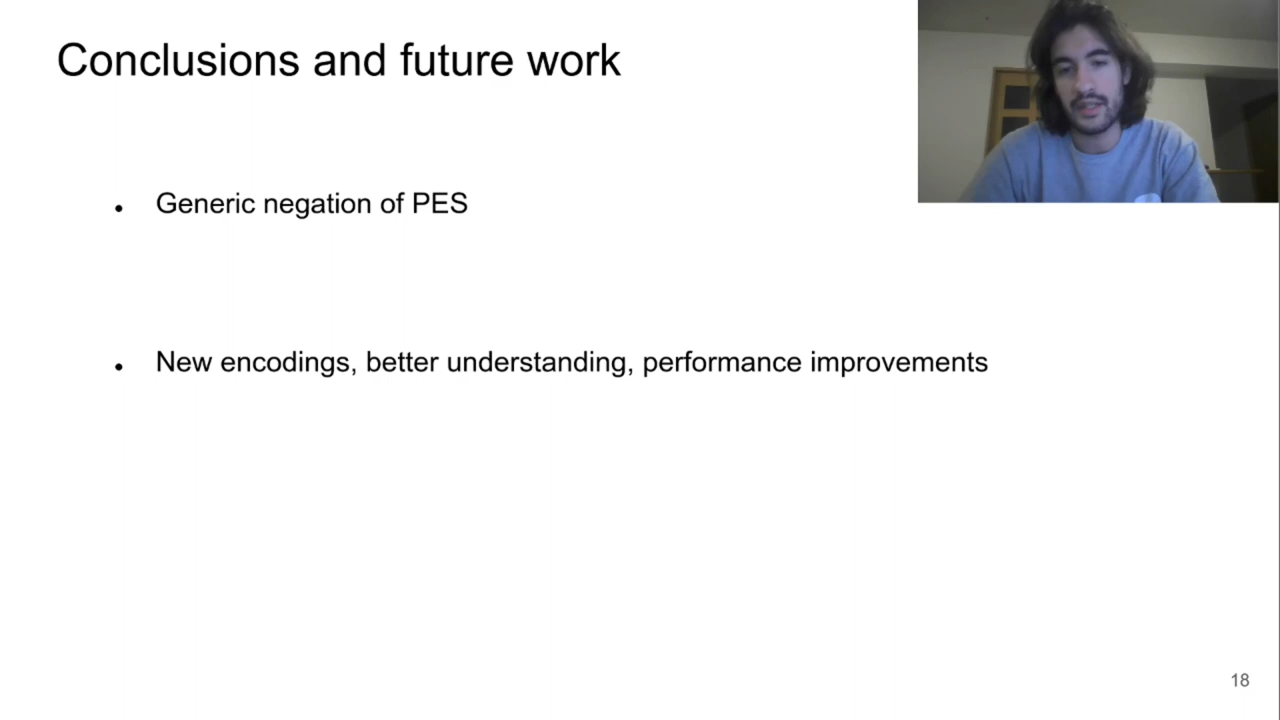 Conclusions and future work
• Generic negation of PES
• New encodings, better understanding, performance improvements
18